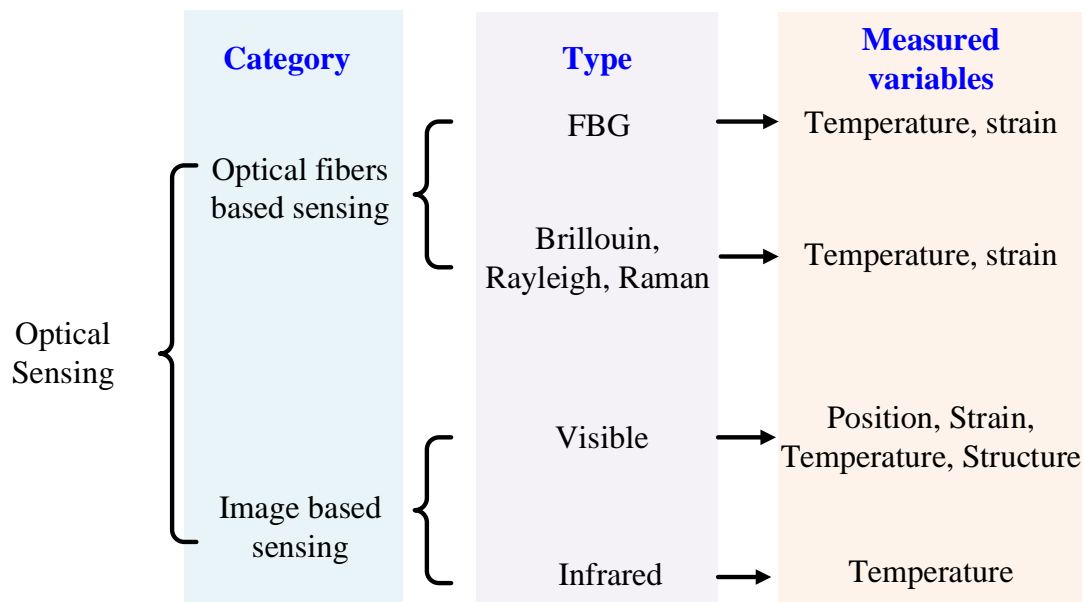 Category
Type
Measured
variables
Optical
Sensing
Optical fibers
based sensing
FBG
Temperature, strain
Brillouin,
Rayleigh, Raman
Temperature, strain
Image based
sensing
Visible
Position, Strain,
Temperature, Structure
Infrared
Temperature